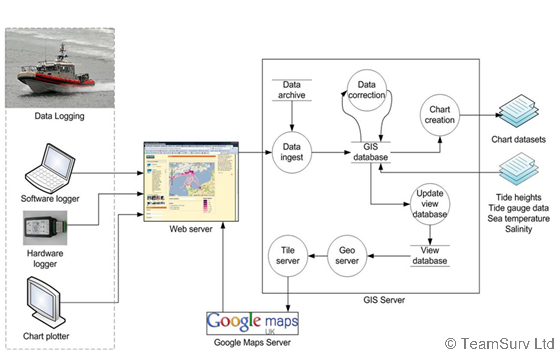 Data Logging
Software logger
Hardware
logger
Chart plotter
Web server
Google maps
UK
Google Maps Server
Data
archive
Data
ingest
Data
correction
GIS
database
Chart
creation
Update
view
database
View
database
Geo
server
Tile
server
GIS Server
Chart datasets
Tide heights
Tide gauge data
Sea temperature
Salinity
© TeamSurv Ltd